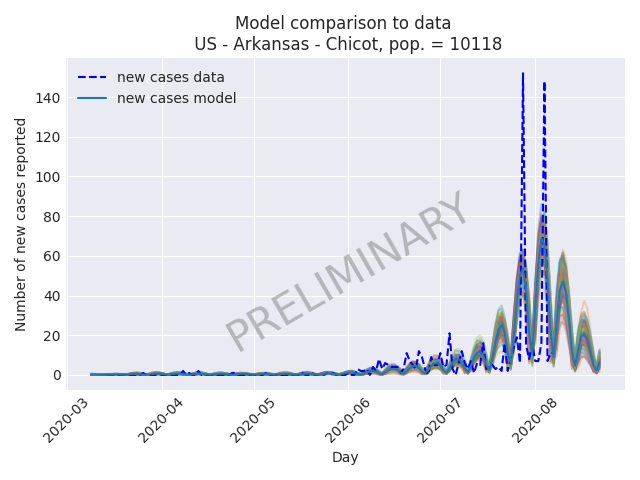 Model comparison to data
US - Arkansas - Chicot, pop. = 10118
new cases data
new cases model
Number of new cases reported
140
120
100
80
60
40
20
0
PRELIMINARY
2020-03
2020-04
2020-05
2020-06
2020-07
2020-08
Day